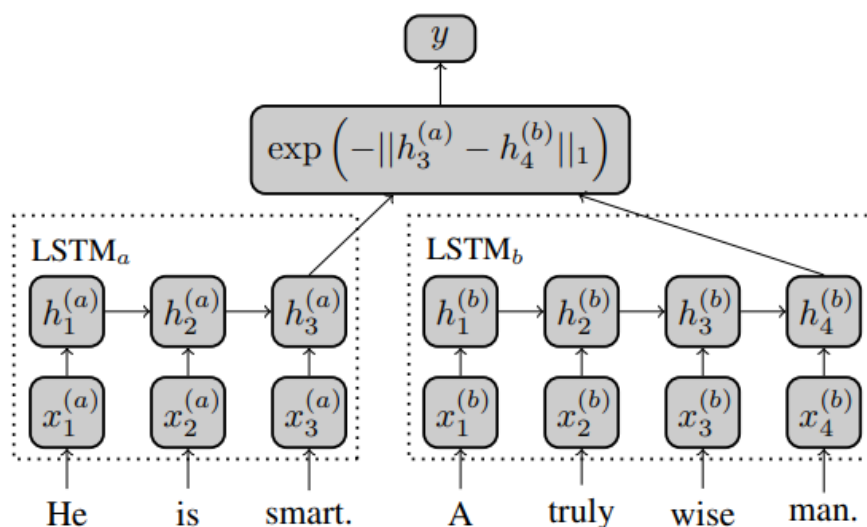 y
exp(−||h_3^{(a)} − h_4^{(b)}||_1)
LSTM_a LSTM_b
h_1^{(a)} h_2^{(a)} h_3^{(a)} h_1^{(b)} h_2^{(b)} h_3^{(b)} h_4^{(b)}
x_1^{(a)} x_2^{(a)} x_3^{(a)} x_1^{(b)} x_2^{(b)} x_3^{(b)} x_4^{(b)}
He is smart. A truly wise man.